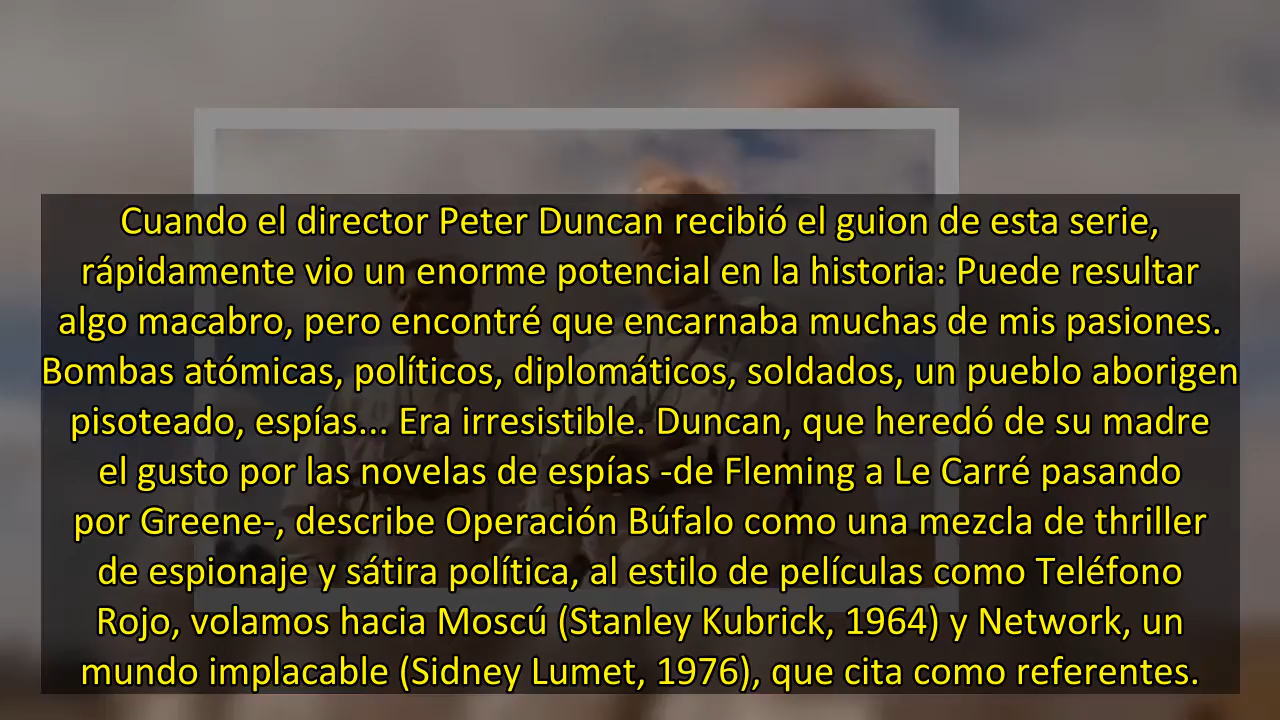 Cuando el director Peter Duncan recibió el guion de esta serie,
rápidamente vio un enorme potencial en la historia: Puede resultar
algo macabro, pero encontré que encarnaba muchas de mis pasiones.
Bombas atómicas, políticos, diplomáticos, soldados, un pueblo aborigen
pisoteado, espías... Era irresistible. Duncan, que heredó de su madre
el gusto por las novelas de espías -de Fleming a Le Carré pasando
por Greene-, describe Operación Búfalo como una mezcla de thriller
de espionaje y sátira política, al estilo de películas como Teléfono
Rojo, volamos hacia Moscú (Stanley Kubrick, 1964) y Network, un
mundo implacable (Sidney Lumet, 1976), que cita como referentes.